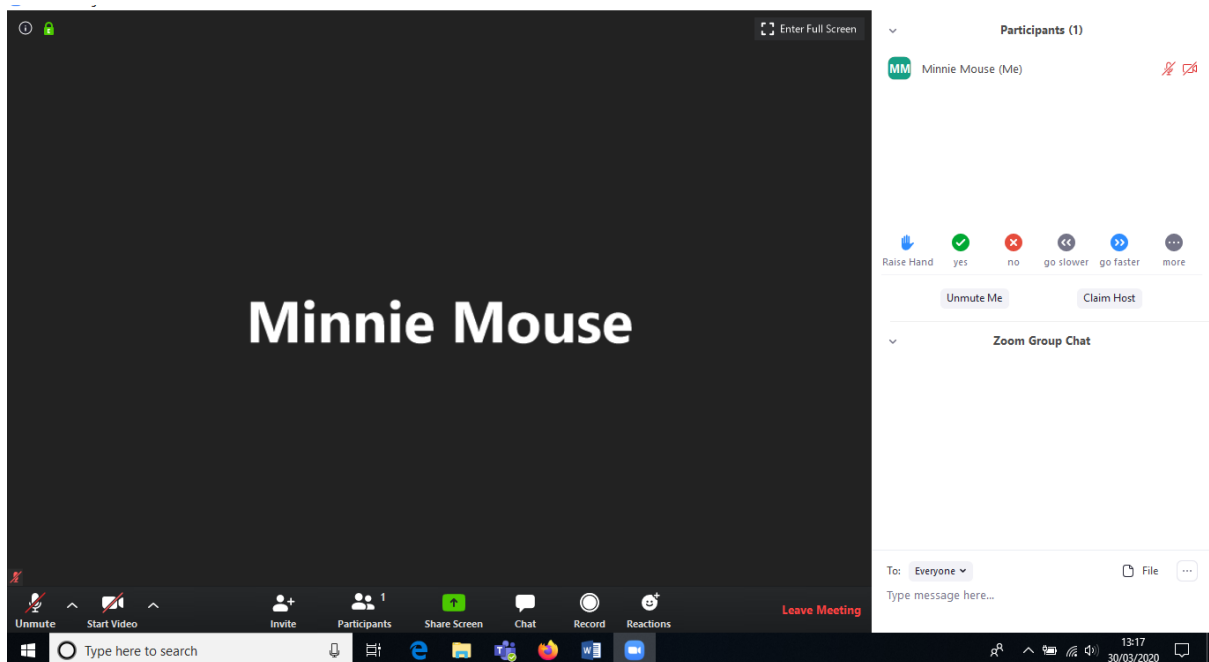 Enter Full Screen
Minnie Mouse
Unmute
Start Video
Invite
Participants
1
Share Screen
Chat
Record
Reactions
Leave Meeting
Participants (1)
MM Minnie Mouse (Me)
Raise Hand
yes
no
go slower
go faster
more
Unmute Me
Claim Host
Zoom Group Chat
To: Everyone
File
Type message here...
Type here to search
13:17
30/03/2020